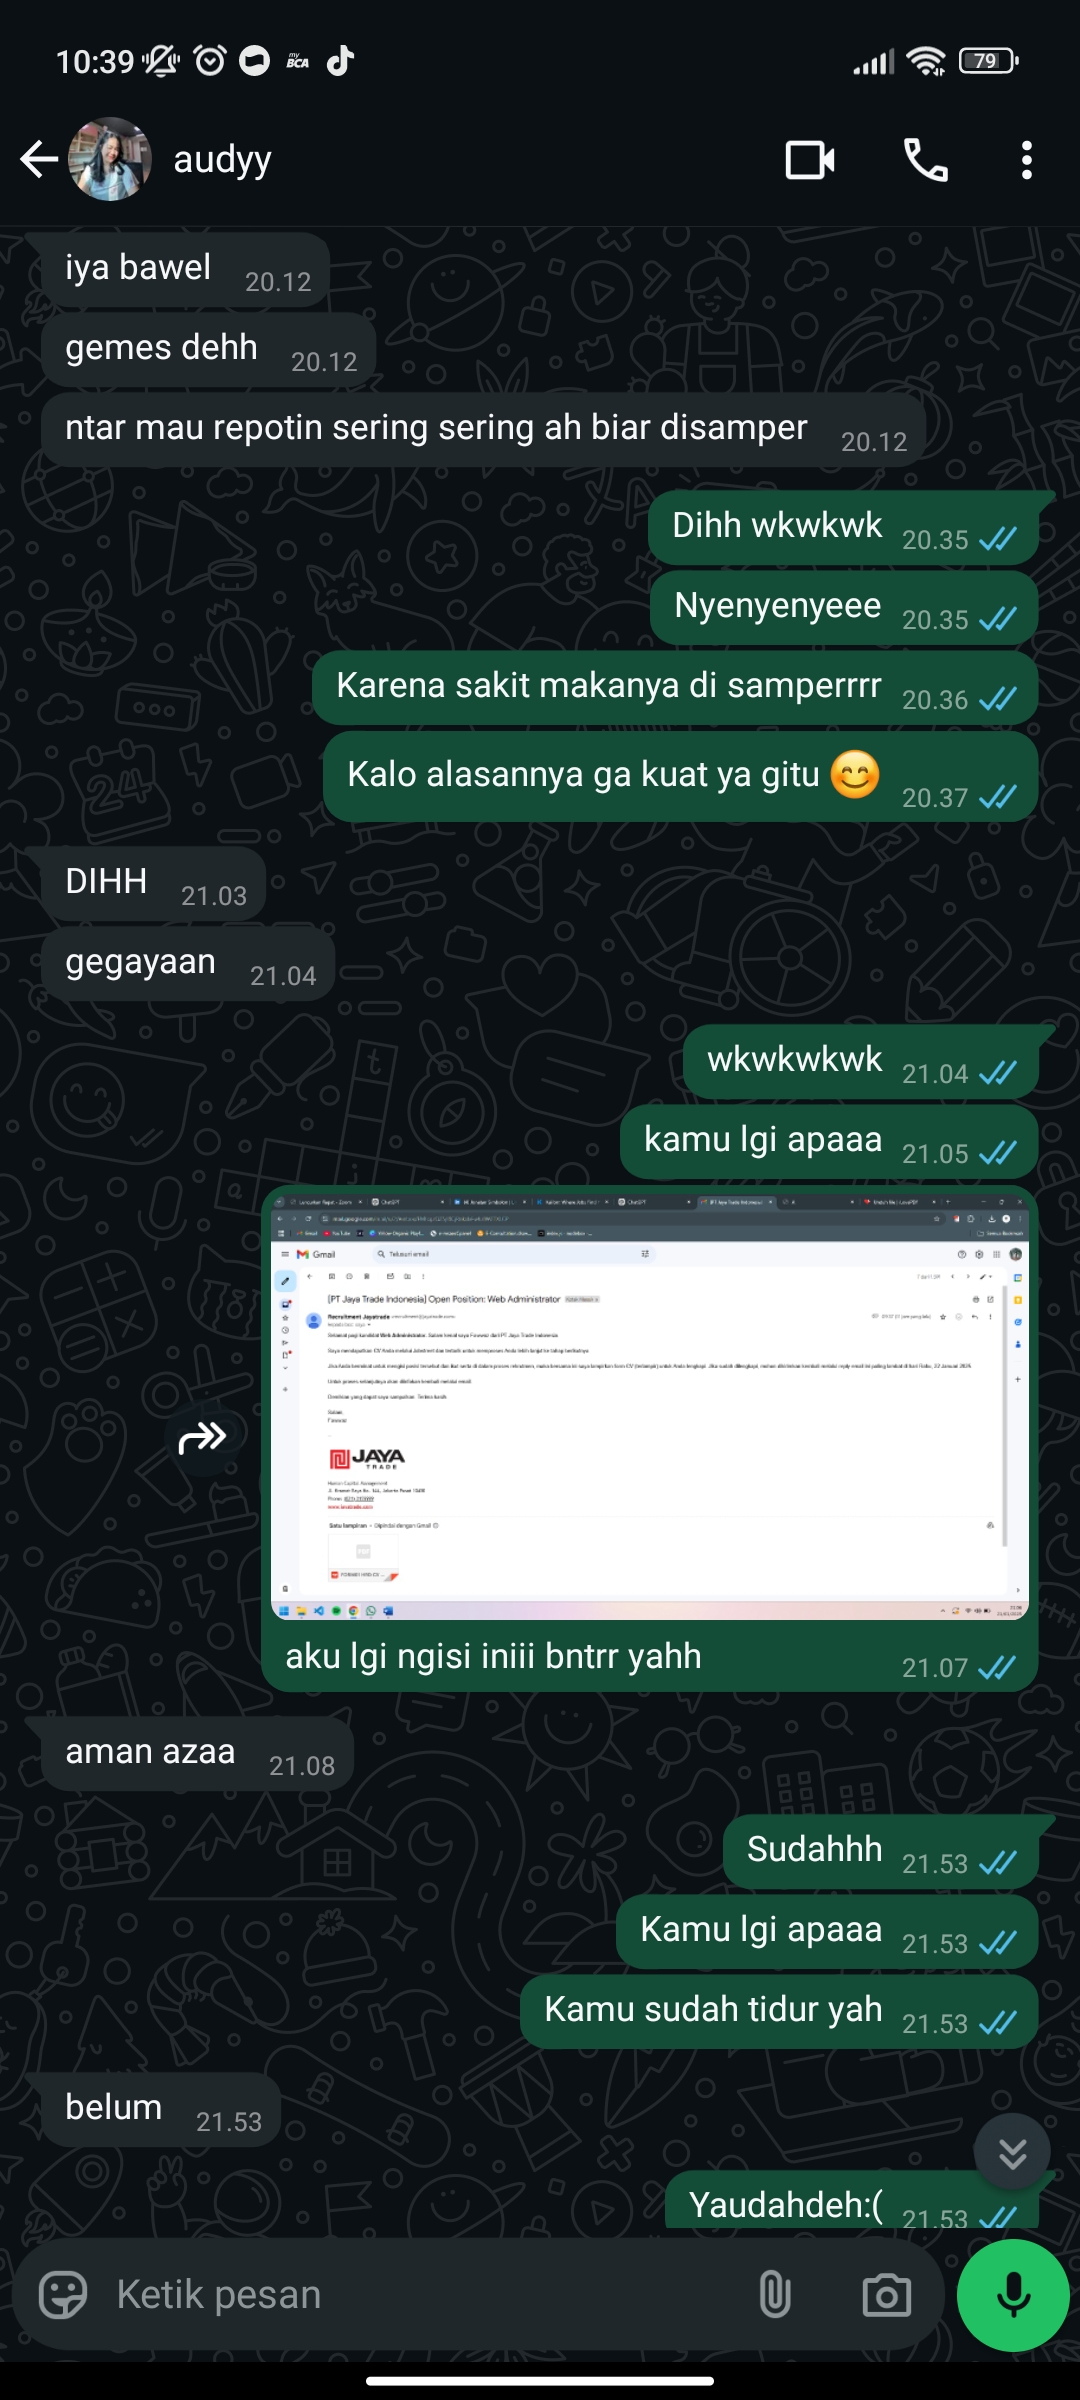 10:39
my
BCA
79
audyy
iya bawel 20.12
gemes dehh 20.12
ntar mau repotin sering sering ah biar disamper 20.12
Dihh wkwkwk 20.35
Nyenyenyeee 20.35
Karena sakit makanya di samperrrr 20.36
Kalo alasannya ga kuat ya gitu 😊 20.37
DIHH 21.03
gegayaan 21.04
wkwkwkwk 21.04
kamu lgi apaaa 21.05
Gmail
Telusuri email
[PT Jaya Trade Indonesia] Open Position: Web Administrator
Recruitment Jayatrade
JAYA
TRADE
aku lgi ngisi iniii bntrr yahh 21.07
aman azaa 21.08
Sudahhh 21.53
Kamu lgi apaaa 21.53
Kamu sudah tidur yah 21.53
belum 21.53
Yaudahdeh:( 21.53
Ketik pesan